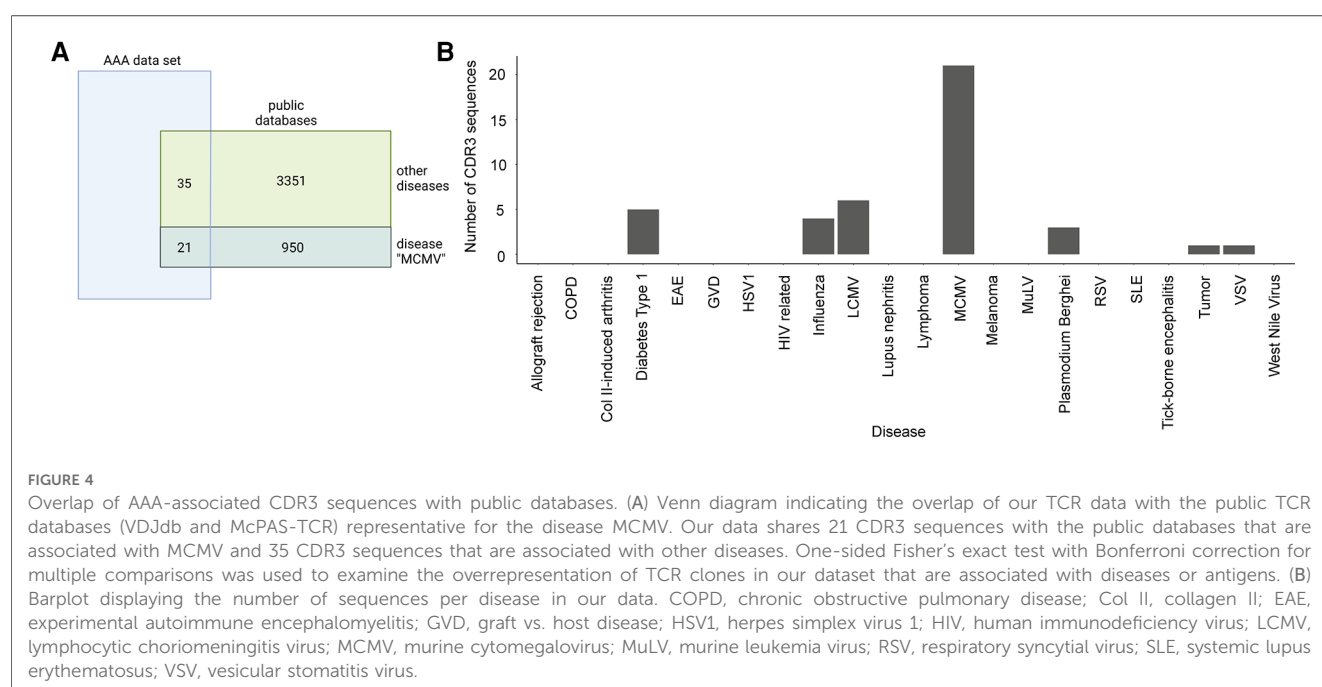 A
AAA data set
public
databases
35
3351
other
diseases
21
950
disease
"MCMV"
B
Number of CDR3 sequences
20
15
10
5
0
Allograft rejection
COPD
Col II-induced arthritis
Diabetes Type 1
EAE
GVD
HSV1
HIV related
Influenza
LCMV
Lupus nephritis
Lymphoma
MCMV
Melanoma
MuLV
Plasmodium Berghei
RSV
SLE
Tick-borne encephalitis
Tumor
VSV
West Nile Virus
Disease
FIGURE 4
Overlap of AAA-associated CDR3 sequences with public databases. (A) Venn diagram indicating the overlap of our TCR data with the public TCR
databases (VDJdb and McPAS-TCR) representative for the disease MCMV. Our data shares 21 CDR3 sequences with the public databases that are
associated with MCMV and 35 CDR3 sequences that are associated with other diseases. One-sided Fisher's exact test with Bonferroni correction for
multiple comparisons was used to examine the overrepresentation of TCR clones in our dataset that are associated with diseases or antigens. (B)
Barplot displaying the number of sequences per disease in our data. COPD, chronic obstructive pulmonary disease; Col II, collagen II; EAE,
experimental autoimmune encephalomyelitis; GVD, graft vs. host disease; HSV1, herpes simplex virus 1; HIV, human immunodeficiency virus; LCMV,
lymphocytic choriomeningitis virus; MCMV, murine cytomegalovirus; MuLV, murine leukemia virus; RSV, respiratory syncytial virus; SLE, systemic lupus
erythematosus; VSV, vesicular stomatitis virus.